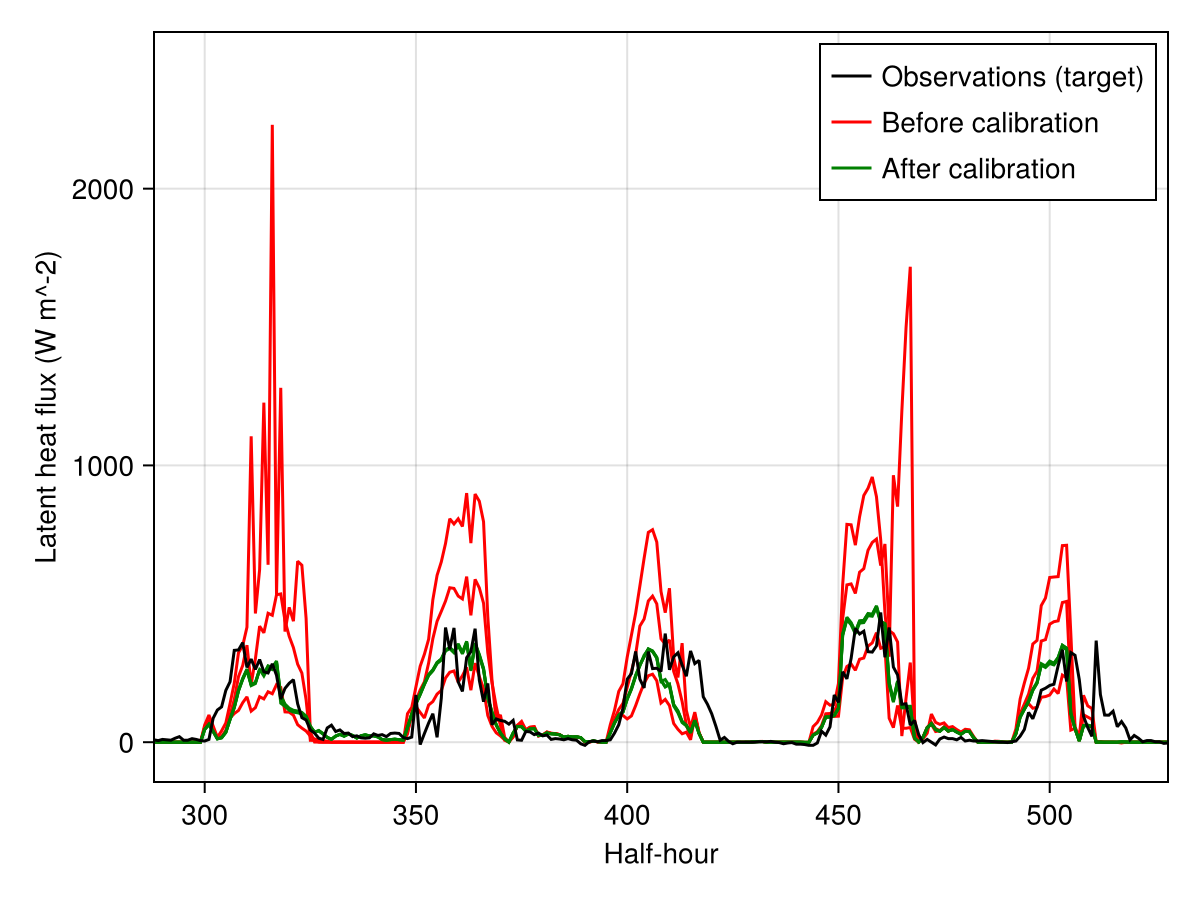 Observations (target)
Before calibration
After calibration
2000
1000
0
Latent heat flux (W m^-2)
300
350
400
450
500
Half-hour